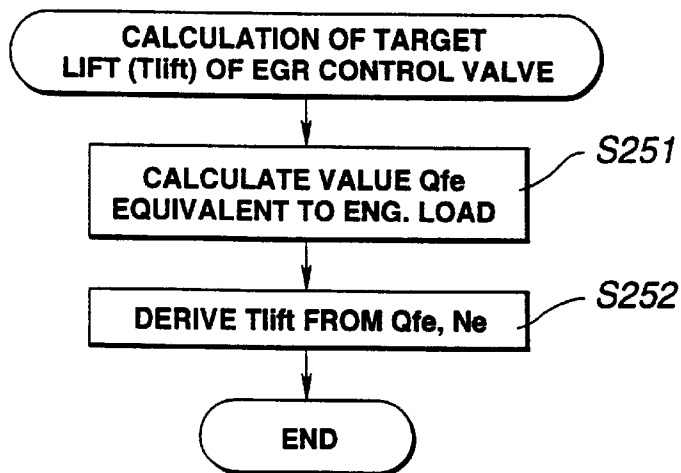 CALCULATION OF TARGET
LIFT (Tlift) OF EGR CONTROL VALVE
S251
CALCULATE VALUE Qfe
EQUIVALENT TO ENG. LOAD
S252
DERIVE Tlift FROM Qfe, Ne
END